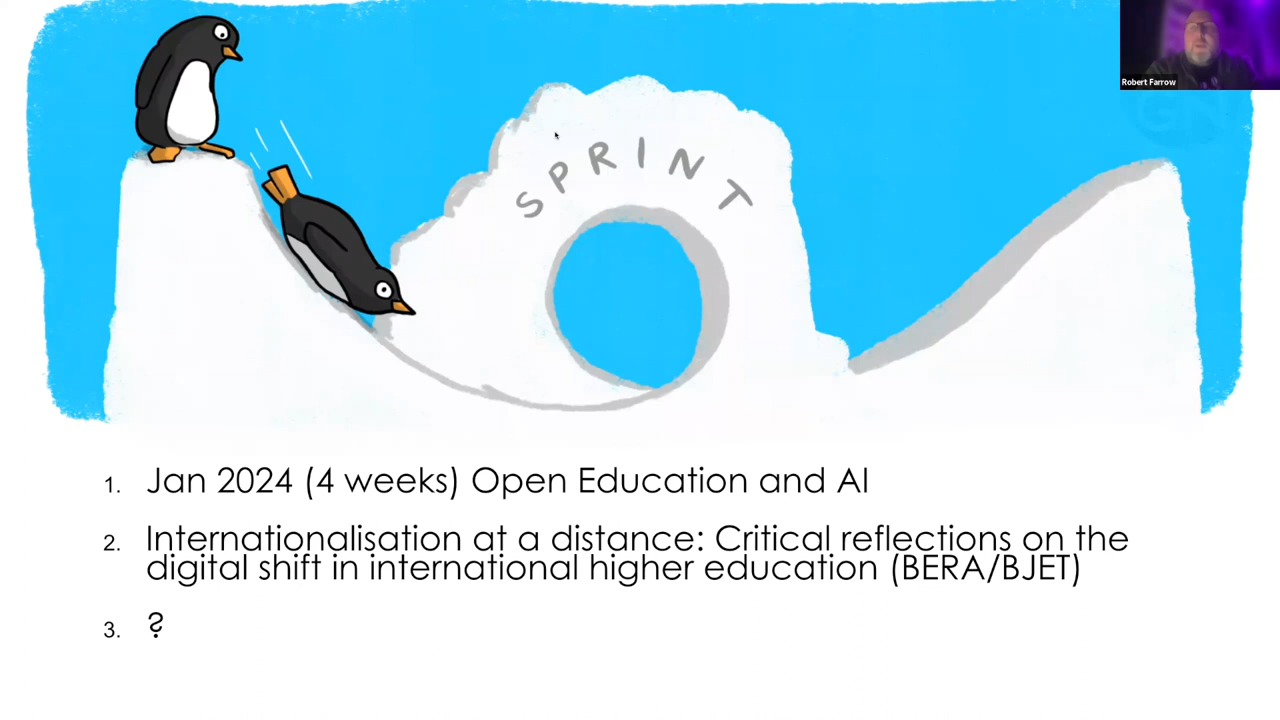 Robert Farrow
SPRINT
1. Jan 2024 (4 weeks) Open Education and AI
2. Internationalisation at a distance: Critical reflections on the
digital shift in international higher education (BERA/BJET)
3. ?